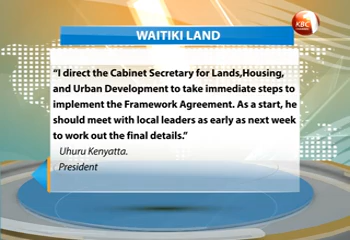 KBC
CHANNEL
WAITIKI LAND
“I direct the Cabinet Secretary for Lands,Housing,
and Urban Development to take immediate steps to
implement the Framework Agreement. As a start, he
should meet with local leaders as early as next week
to work out the final details.”
Uhuru Kenyatta.
President